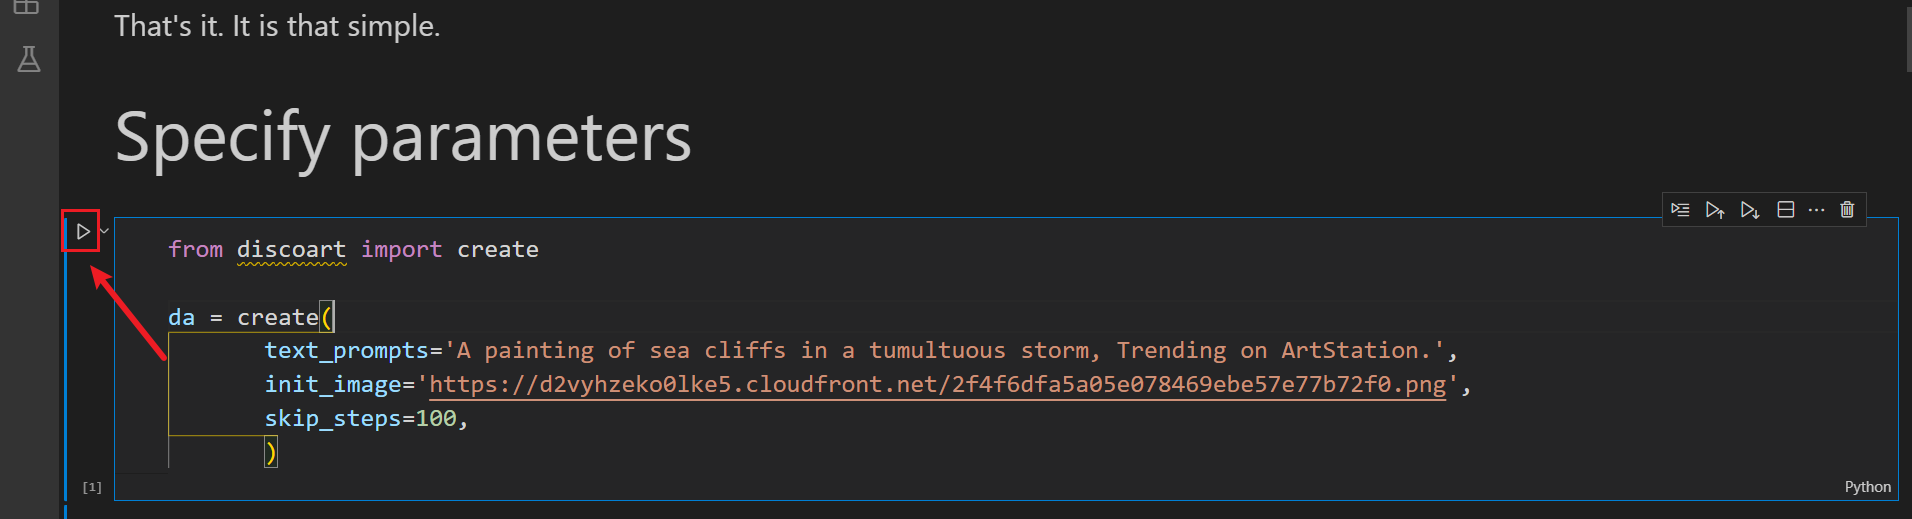 That's it. It is that simple.
Specify parameters
from discoart import create
da = create(
text_prompts='A painting of sea cliffs in a tumultuous storm, Trending on ArtStation.',
init_image='https://d2vyhzeko0lke5.cloudfront.net/2f4f6dfa5a05e078469ebe57e77b72f0.png',
skip_steps=100,
)
[1]
Python